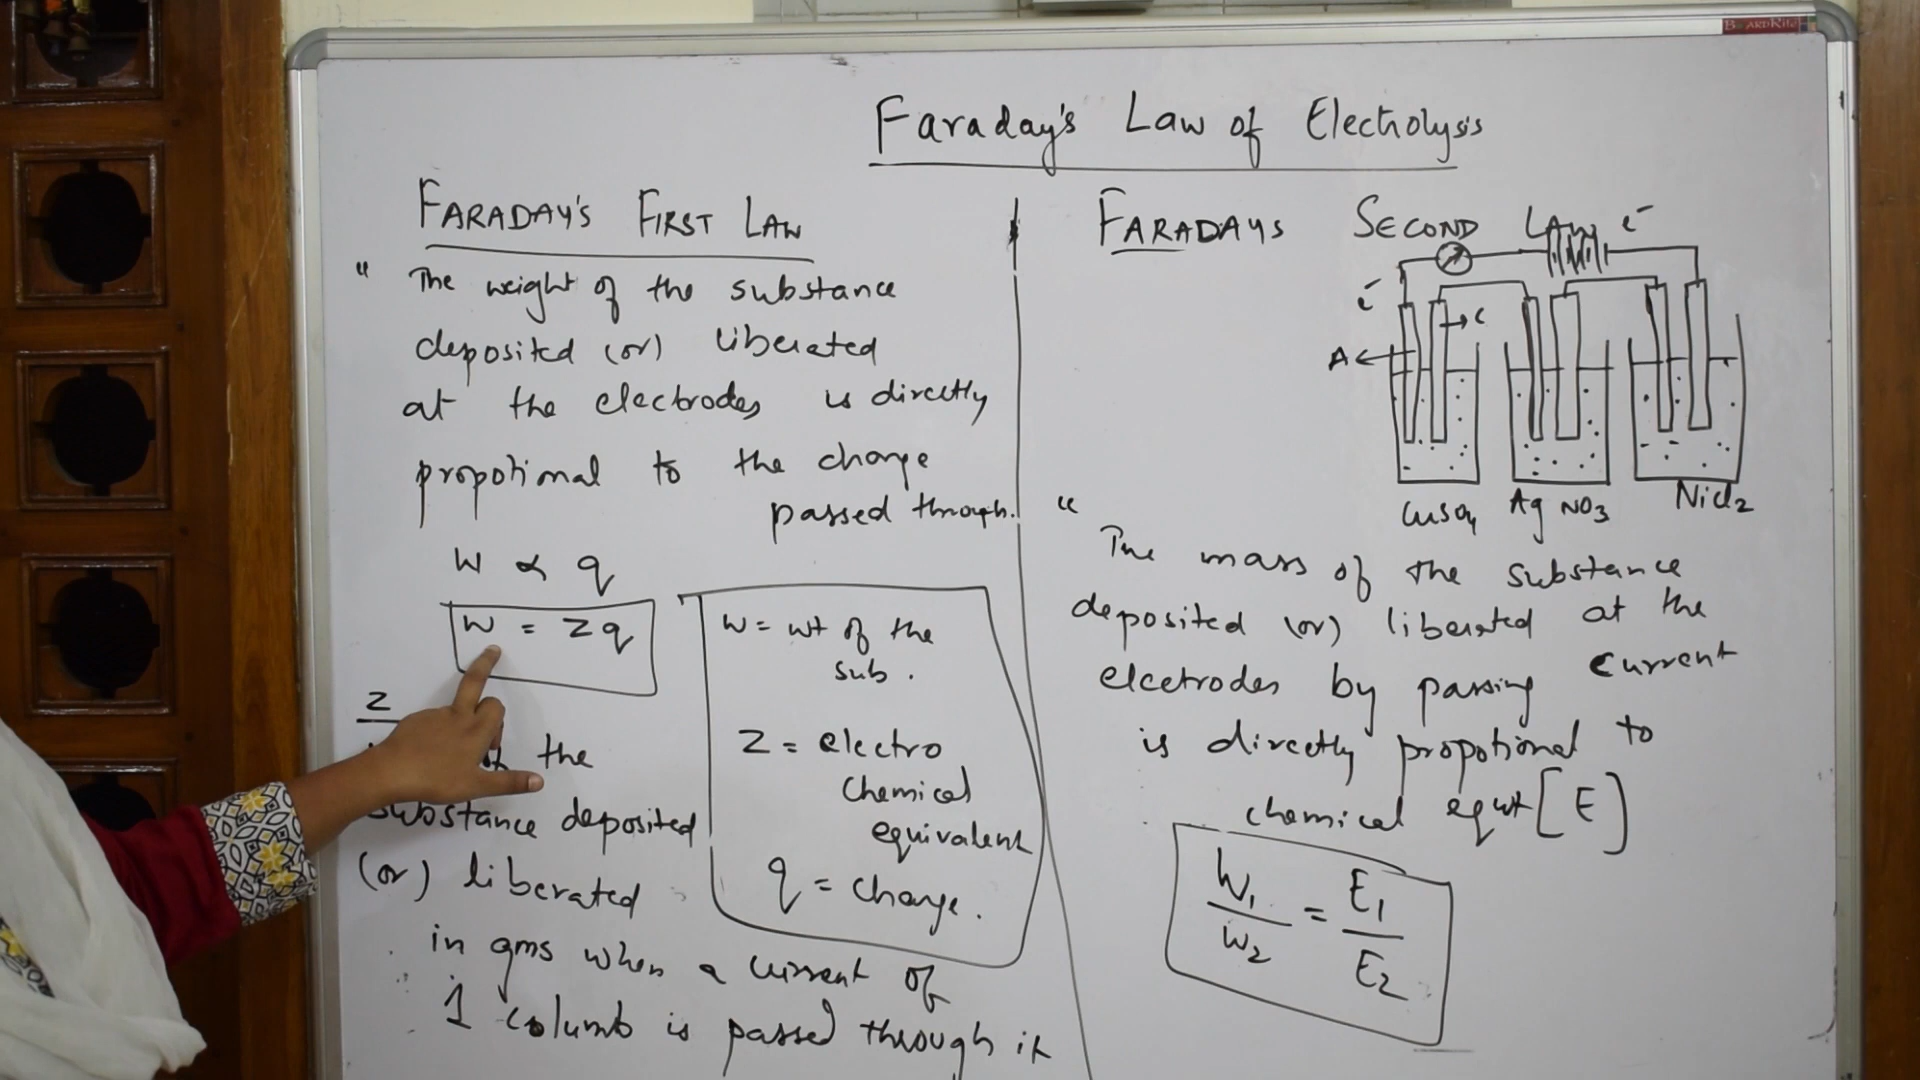 BOARDRITE
Faraday's Law of Electrolysis
FARADAY'S FIRST LAW
" The weight of the substance
deposited (or) liberated
at the electrodes is directly
propotional to the charge
passed through.
W ∝ q
W = Zq
Z
the
substance deposited
(or) liberated
in gms when a current of
1 columb is passed through it
W = wt of the
sub.
Z = electro
chemical
equivalent
q = charge.
FARADAYS SECOND LAW
e⁻
e⁻
C
A
CuSO4 AgNO3 NiCl2
" The mass of the substance
deposited (or) liberated at the
elcetrodes by passing current
is directly propotional to
chemical eqwt [E]
W1/W2 = E1/E2